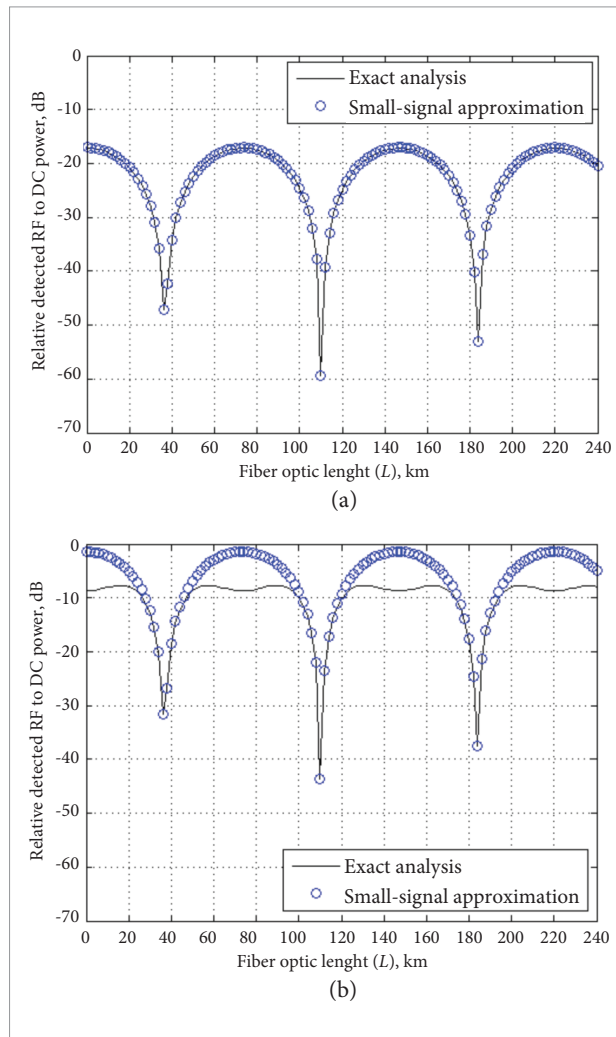 0
-10
-20
-30
-40
-50
-60
-70
Relative detected RF to DC power, dB
Exact analysis
Small-signal approximation
0 20 40 60 80 100 120 140 160 180 200 220 240
Fiber optic lenght (L), km
(a)
0
-10
-20
-30
-40
-50
-60
-70
Relative detected RF to DC power, dB
Exact analysis
Small-signal approximation
0 20 40 60 80 100 120 140 160 180 200 220 240
Fiber optic lenght (L), km
(b)